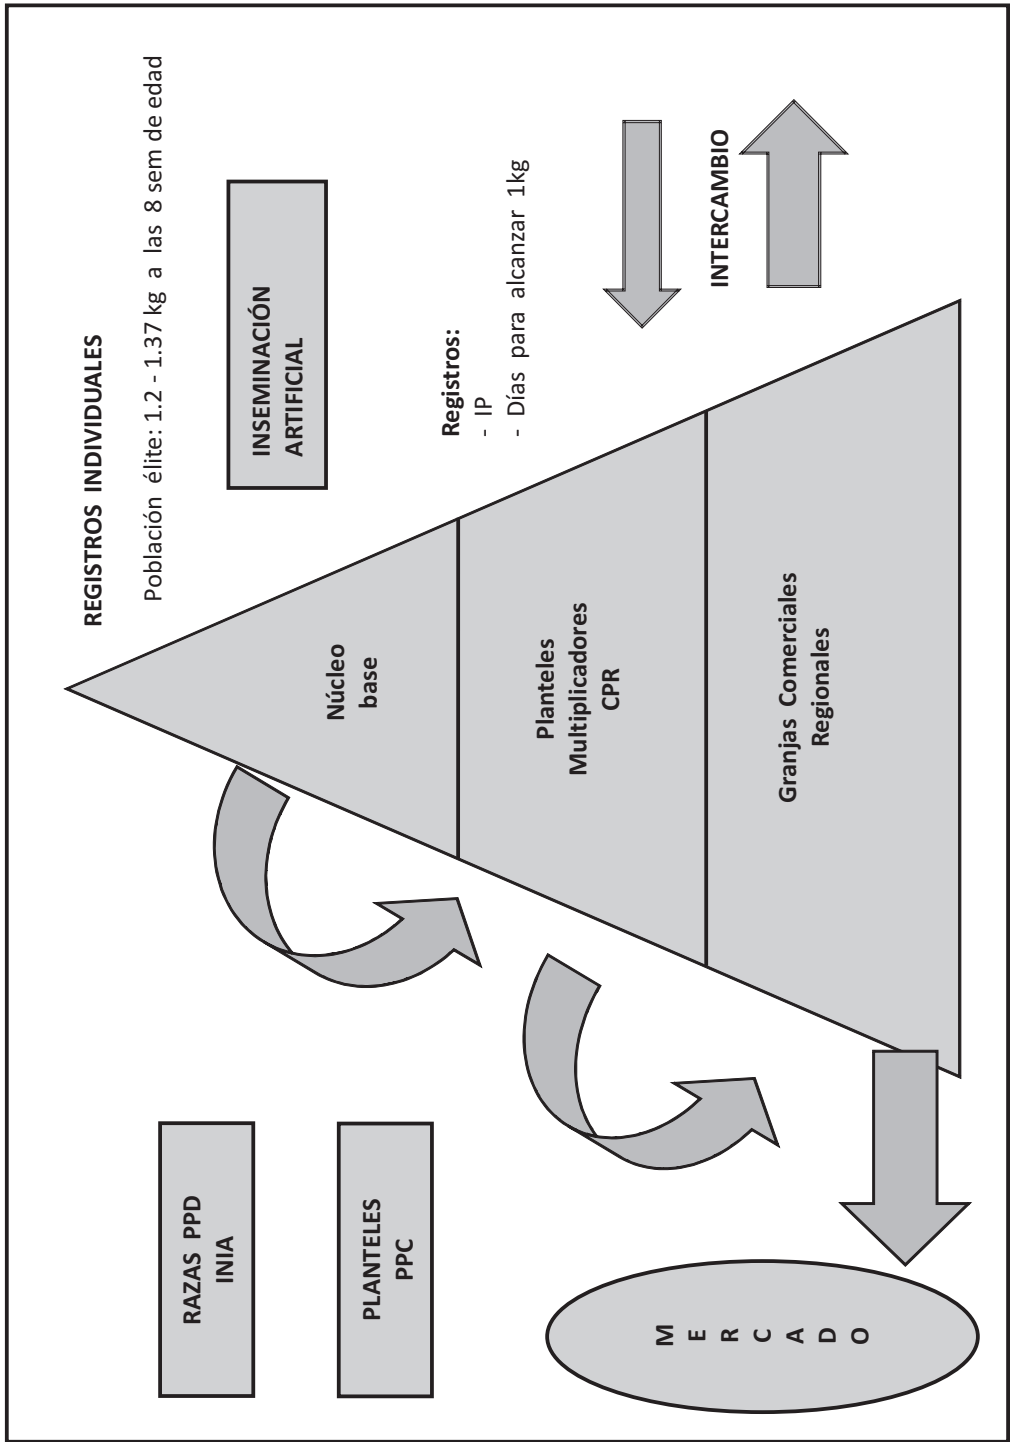 RAZAS PPD
INIA
PLANTELES
PPC
M
E
R
C
A
D
O
Núcleo
base
Planteles
Multiplicadores
CPR
Granjas Comerciales
Regionales
REGISTROS INDIVIDUALES
Población élite: 1.2 - 1.37 kg a las 8 sem de edad
INSEMINACIÓN
ARTIFICIAL
Registros:
- IP
- Días para alcanzar 1kg
INTERCAMBIO